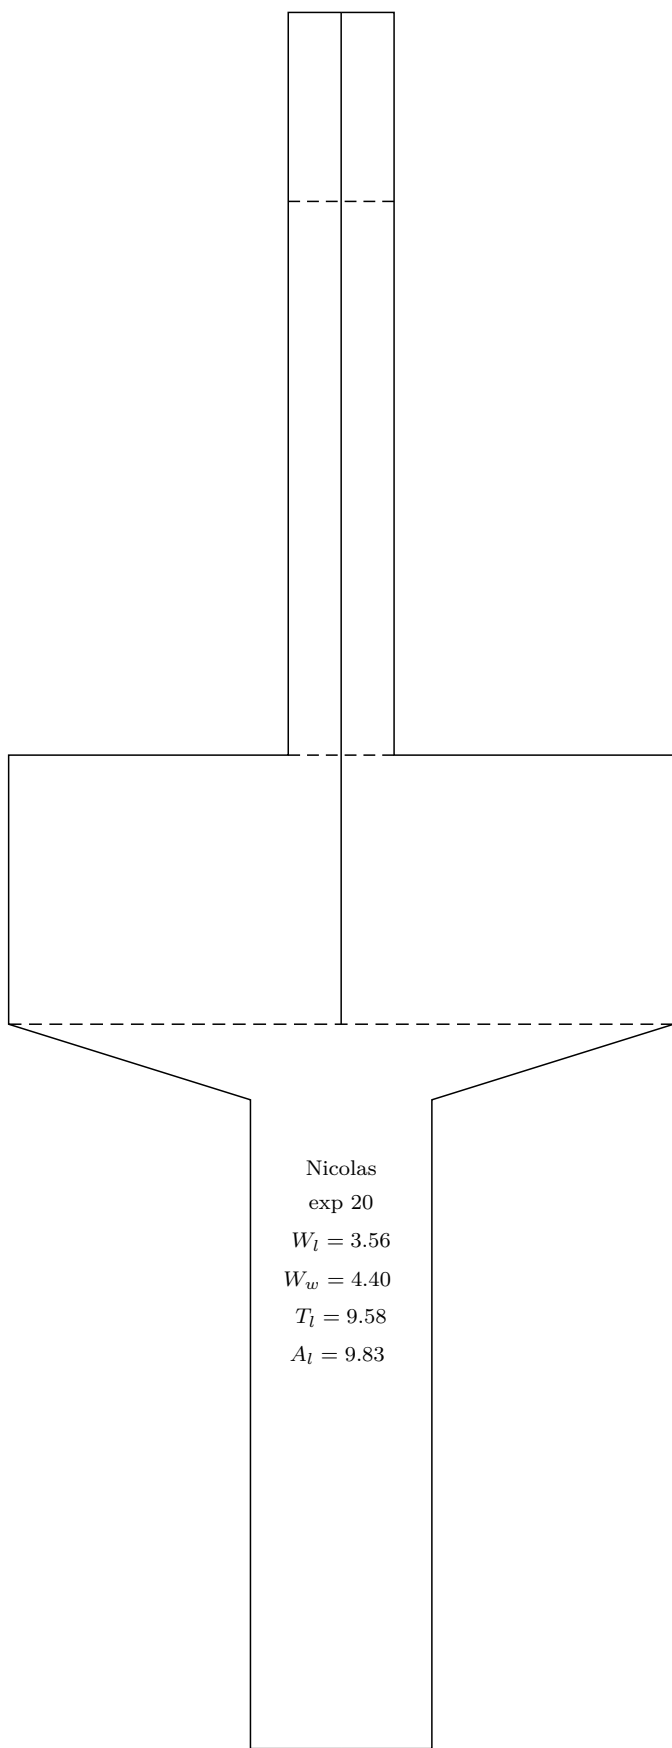 Nicolas
exp 20
W_l = 3.56
W_w = 4.40
T_l = 9.58
A_l = 9.83